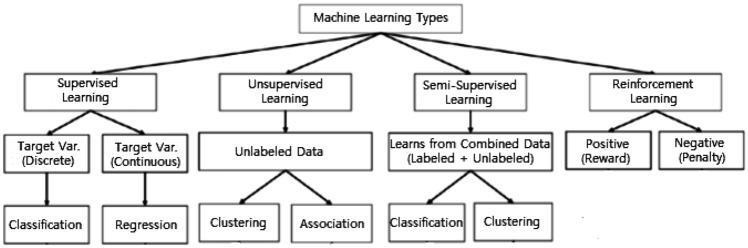 Machine Learning Types
Supervised
Learning
Unsupervised
Learning
Semi-Supervised
Learning
Reinforcement
Learning
Target Var.
(Discrete)
Target Var.
(Continuous)
Unlabeled Data
Learns from Combined Data
(Labeled + Unlabeled)
Positive
(Reward)
Negative
(Penalty)
Classification
Regression
Clustering
Association
Classification
Clustering